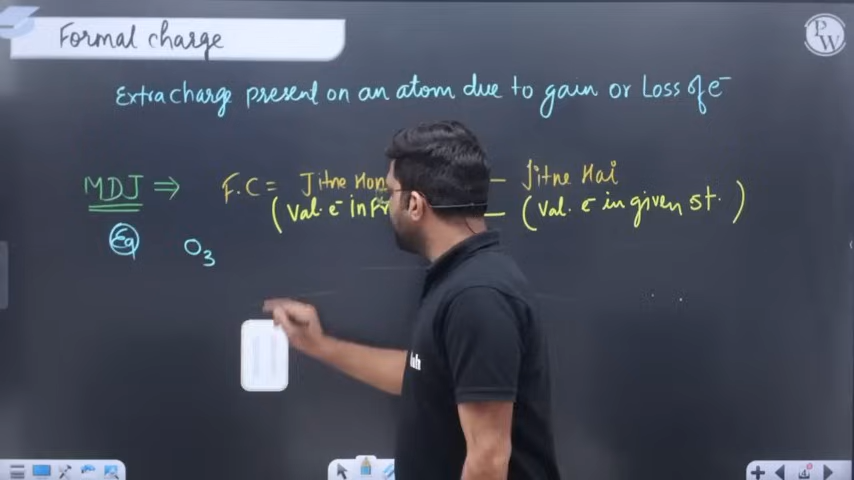 Formal charge
P
W
Extra charge present on an atom due to gain or Loss of e⁻
MDJ ⇒ F.C = Jitne — Jitne Hai
(Val. e⁻ in — (Val. e⁻ in given st.)
Eg O₃